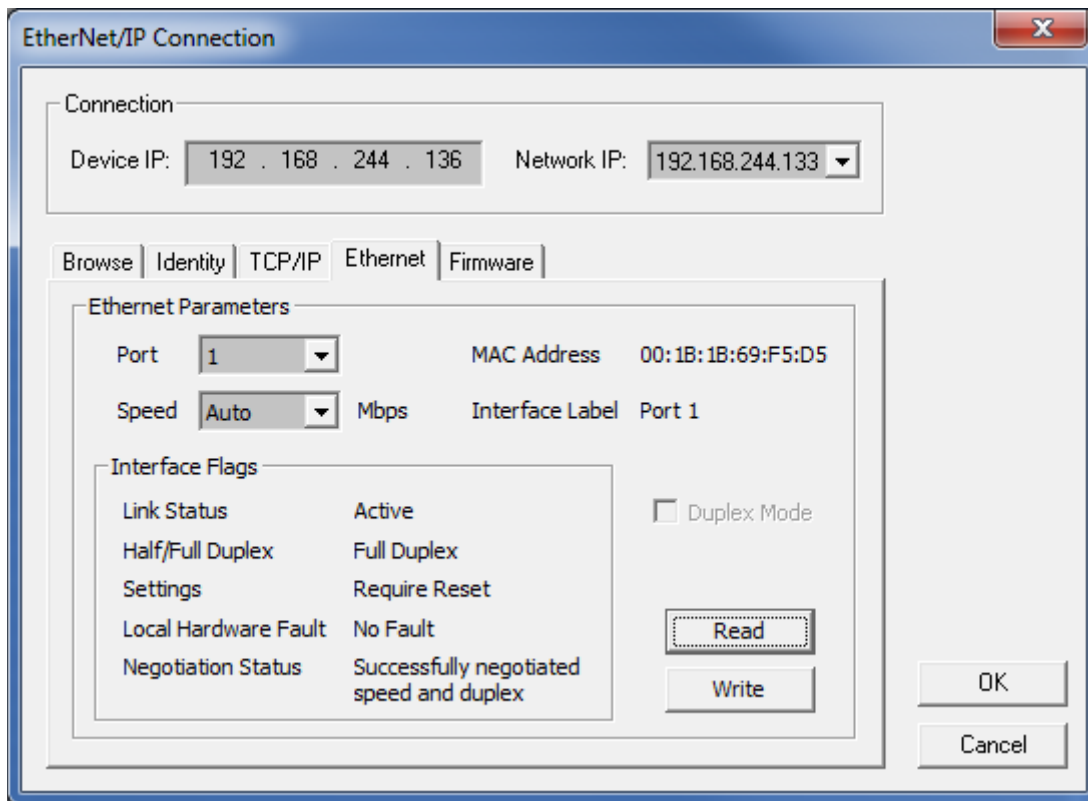 EtherNet/IP Connection
Connection
Device IP: 192 . 168 . 244 . 136 Network IP: 192.168.244.133
Browse Identity TCP/IP Ethernet Firmware
Ethernet Parameters
Port 1 MAC Address 00:1B:1B:69:F5:D5
Speed Auto Mbps Interface Label Port 1
Interface Flags
Link Status Active Duplex Mode
Half/Full Duplex Full Duplex
Settings Require Reset
Local Hardware Fault No Fault Read
Negotiation Status Successfully negotiated
speed and duplex
Write
OK
Cancel